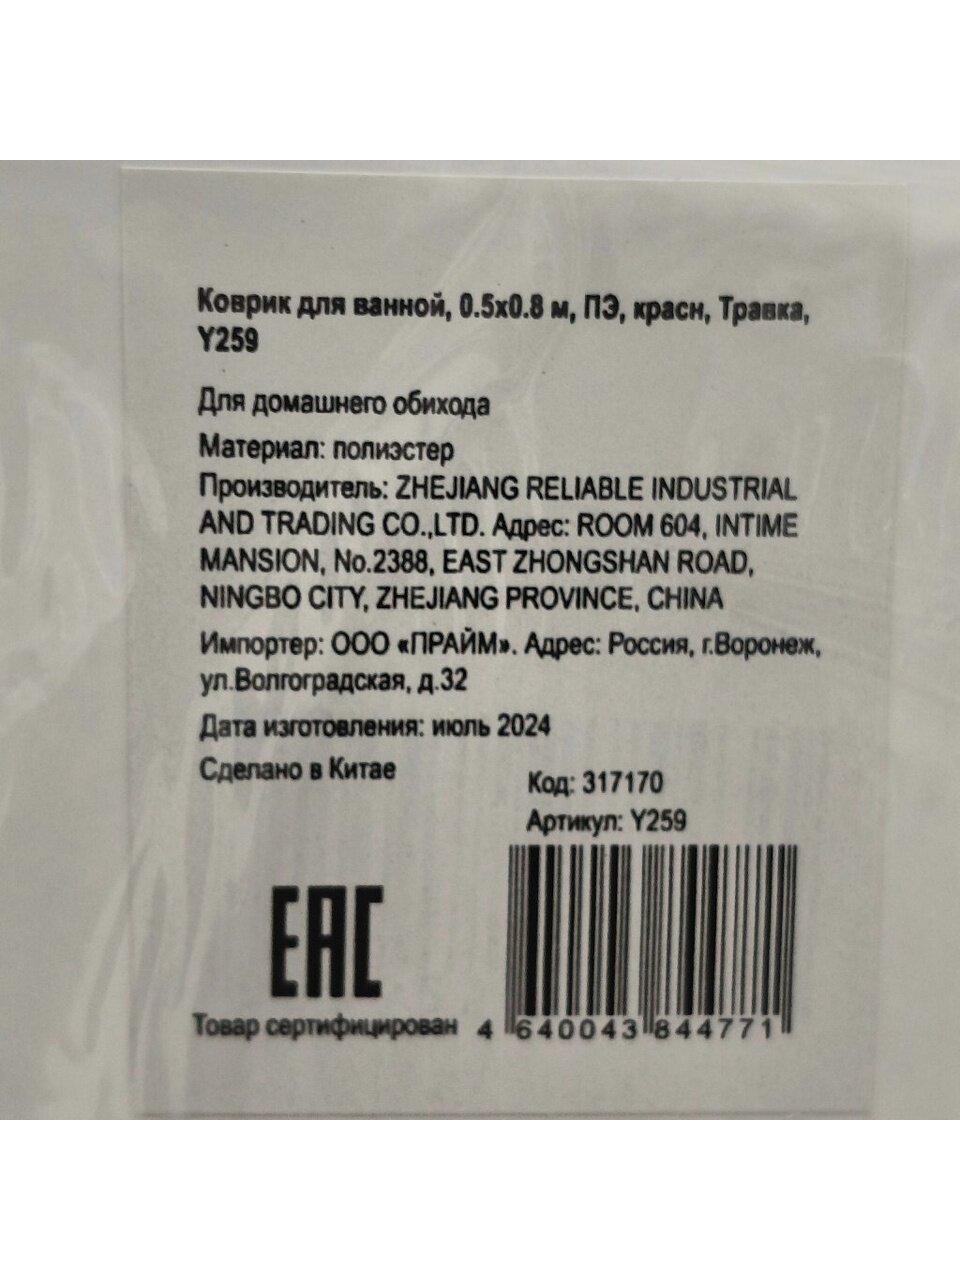 Коврик для ванной, 0.5х0.8 м, ПЭ, красн, Травка,
Y259
Для домашнего обихода
Материал: полиэстер
Производитель: ZHEJIANG RELIABLE INDUSTRIAL
AND TRADING CO.,LTD. Адрес: ROOM 604, INTIME
MANSION, No.2388, EAST ZHONGSHAN ROAD,
NINGBO CITY, ZHEJIANG PROVINCE, CHINA
Импортер: ООО «ПРАЙМ». Адрес: Россия, г.Воронеж,
ул.Волгоградская, д.32
Дата изготовления: июль 2024
Сделано в Китае
Код: 317170
Артикул: Y259
EAC
Товар сертифицирован
4 640043 844771